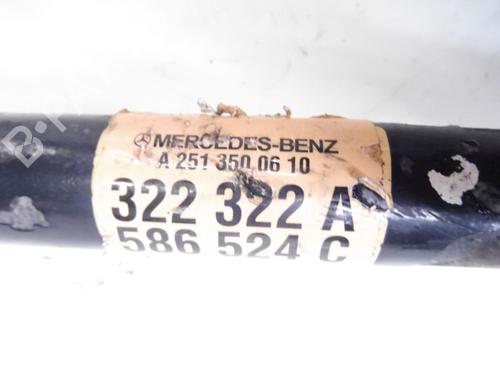 MERCEDES-BENZ
A 251 350 06 10
322 322 A
586 524 C